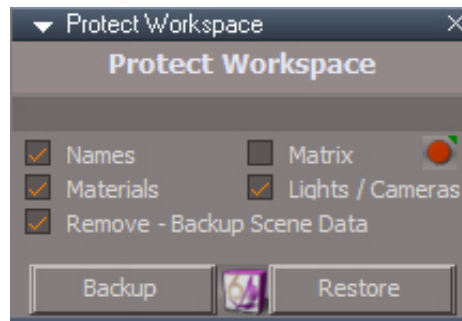 Protect Workspace
Protect Workspace
Names Matrix
Materials Lights / Cameras
Remove - Backup Scene Data
Backup Restore